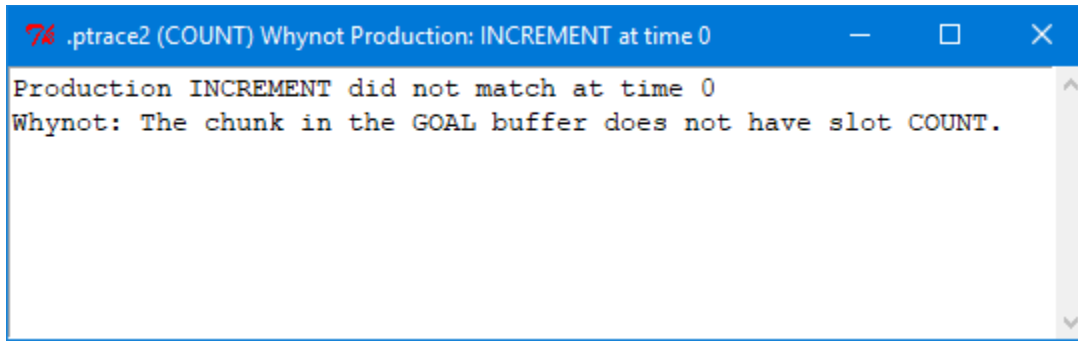 .ptrace2 (COUNT) Whynot Production: INCREMENT at time 0
Production INCREMENT did not match at time 0
Whynot: The chunk in the GOAL buffer does not have slot COUNT.